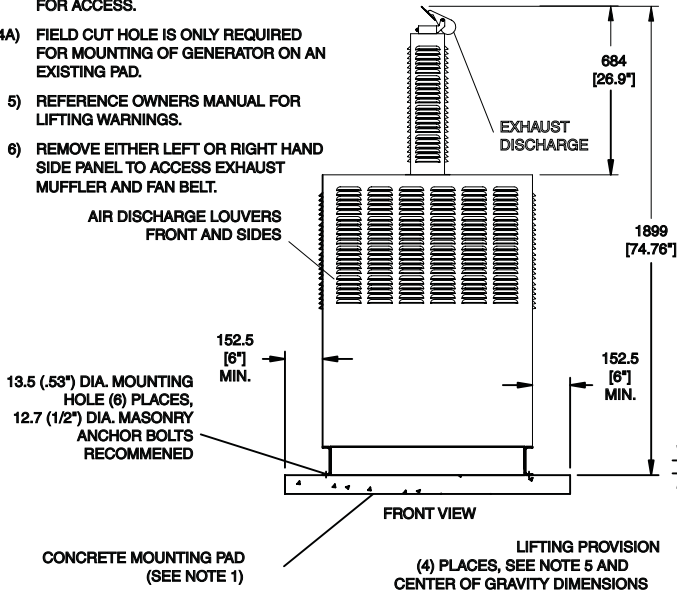 FOR ACCESS.
4A) FIELD CUT HOLE IS ONLY REQUIRED
FOR MOUNTING OF GENERATOR ON AN
EXISTING PAD.
5) REFERENCE OWNERS MANUAL FOR
LIFTING WARNINGS.
6) REMOVE EITHER LEFT OR RIGHT HAND
SIDE PANEL TO ACCESS EXHAUST
MUFFLER AND FAN BELT.
684
[26.9"]
EXHAUST
DISCHARGE
AIR DISCHARGE LOUVERS
FRONT AND SIDES
1899
[74.76"]
152.5
[6"]
MIN.
152.5
[6"]
MIN.
13.5 (.53") DIA. MOUNTING
HOLE (6) PLACES,
12.7 (1/2") DIA. MASONRY
ANCHOR BOLTS
RECOMMENED
FRONT VIEW
CONCRETE MOUNTING PAD
(SEE NOTE 1)
LIFTING PROVISION
(4) PLACES, SEE NOTE 5 AND
CENTER OF GRAVITY DIMENSIONS